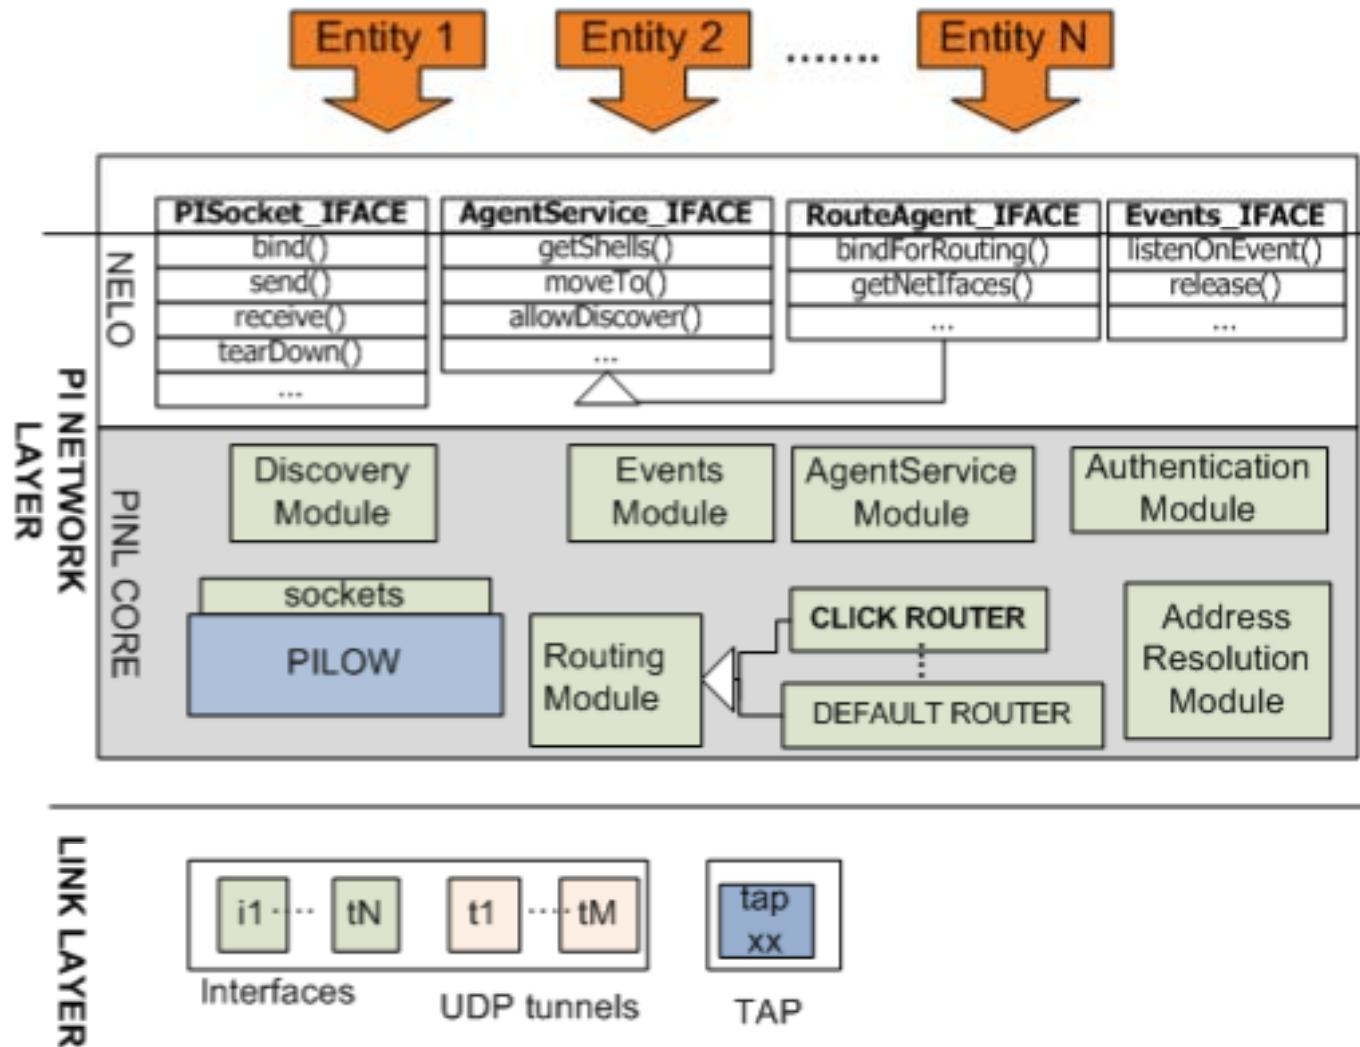 Entity 1
Entity 2
.......
Entity N
PISocket_IFACE
bind()
send()
receive()
tearDown()
...
AgentService_IFACE
getShells()
moveTo()
allowDiscover()
...
RouteAgent_IFACE
bindForRouting()
getNetIfaces()
...
Events_IFACE
listenOnEvent()
release()
...
NELO
PI NETWORK
LAYER
PINL CORE
Discovery
Module
Events
Module
AgentService
Module
Authentication
Module
sockets
PILOW
Routing
Module
CLICK ROUTER
DEFAULT ROUTER
Address
Resolution
Module
LINK LAYER
i1
tN
t1
tM
tap
xx
Interfaces
UDP tunnels
TAP